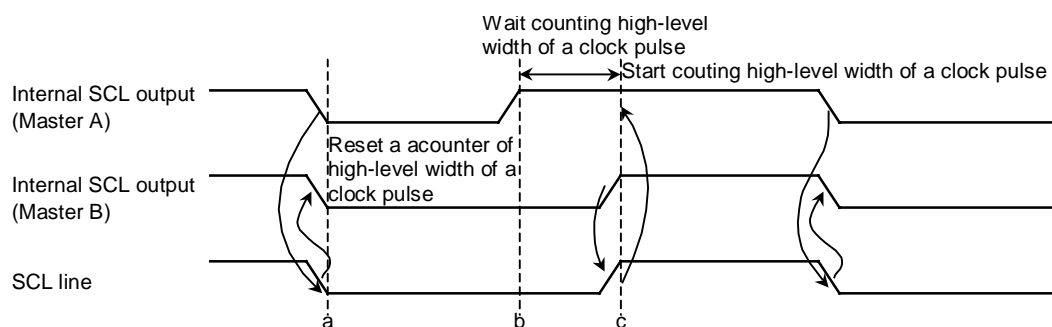 Wait counting high-level
width of a clock pulse
Start couting high-level width of a clock pulse
Internal SCL output
(Master A)
Reset a acounter of
high-level width of a
clock pulse
Internal SCL output
(Master B)
SCL line
a
b
c